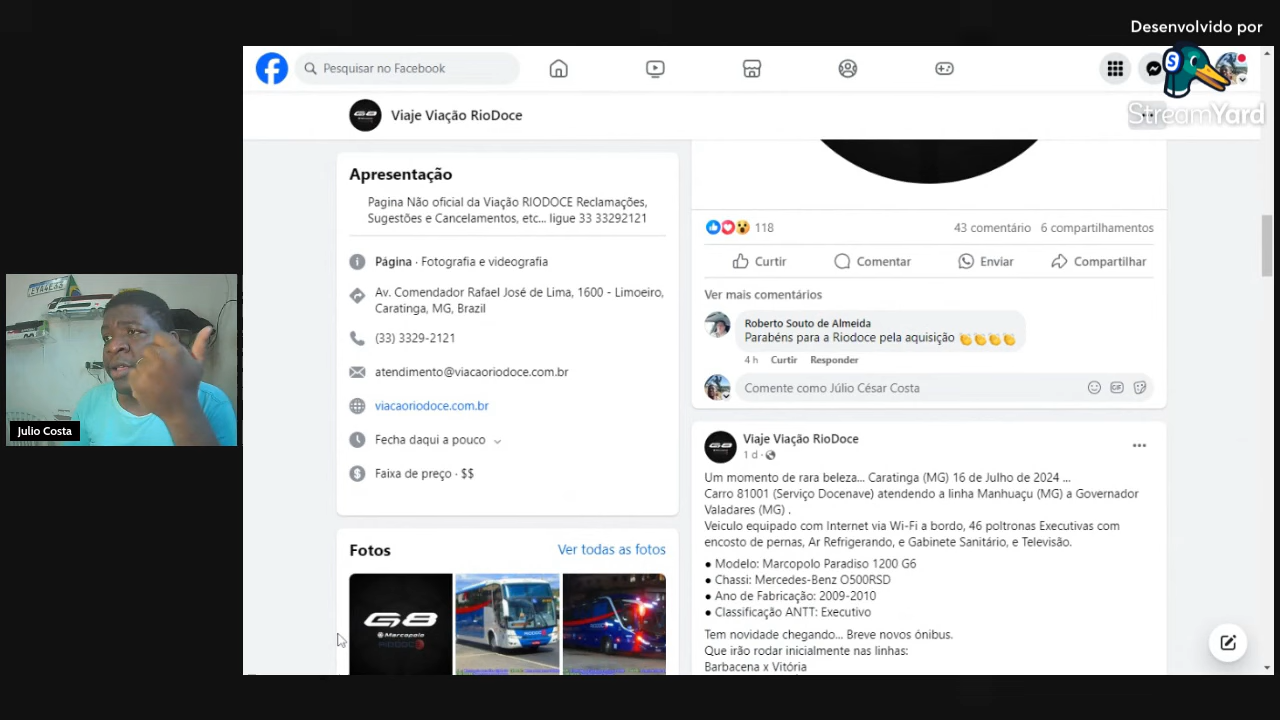 Desenvolvido por
StreamYard
Pesquisar no Facebook
Viaje Viação RioDoce
Apresentação
Pagina Não oficial da Viação RIODOCE Reclamações,
Sugestões e Cancelamentos, etc... ligue 33 33292121
Página · Fotografia e videografia
Av. Comendador Rafael José de Lima, 1600 - Limoeiro,
Caratinga, MG, Brazil
(33) 3329-2121
atendimento@viacaoriodoce.com.br
viacaoriodoce.com.br
Fecha daqui a pouco
Faixa de preço · $$
Fotos
Ver todas as fotos
G8
Marcopolo
RIODOCE
118
43 comentário 6 compartilhamentos
Curtir Comentar Enviar Compartilhar
Ver mais comentários
Roberto Souto de Almeida
Parabéns para a Riodoce pela aquisição 👏👏👏👏
4 h Curtir Responder
Comente como Júlio César Costa
Viaje Viação RioDoce
1 d ·
Um momento de rara beleza... Caratinga (MG) 16 de Julho de 2024 ...
Carro 81001 (Serviço Docenave) atendendo a linha Manhuaçu (MG) a Governador
Valadares (MG) .
Veiculo equipado com Internet via Wi-Fi a bordo, 46 poltronas Executivas com
encosto de pernas, Ar Refrigerando, e Gabinete Sanitário, e Televisão.
● Modelo: Marcopolo Paradiso 1200 G6
● Chassi: Mercedes-Benz O500RSD
● Ano de Fabricação: 2009-2010
● Classificação ANTT: Executivo
Tem novidade chegando... Breve novos ónibus.
Que irão rodar inicialmente nas linhas:
Barbacena x Vitória
Julio Costa